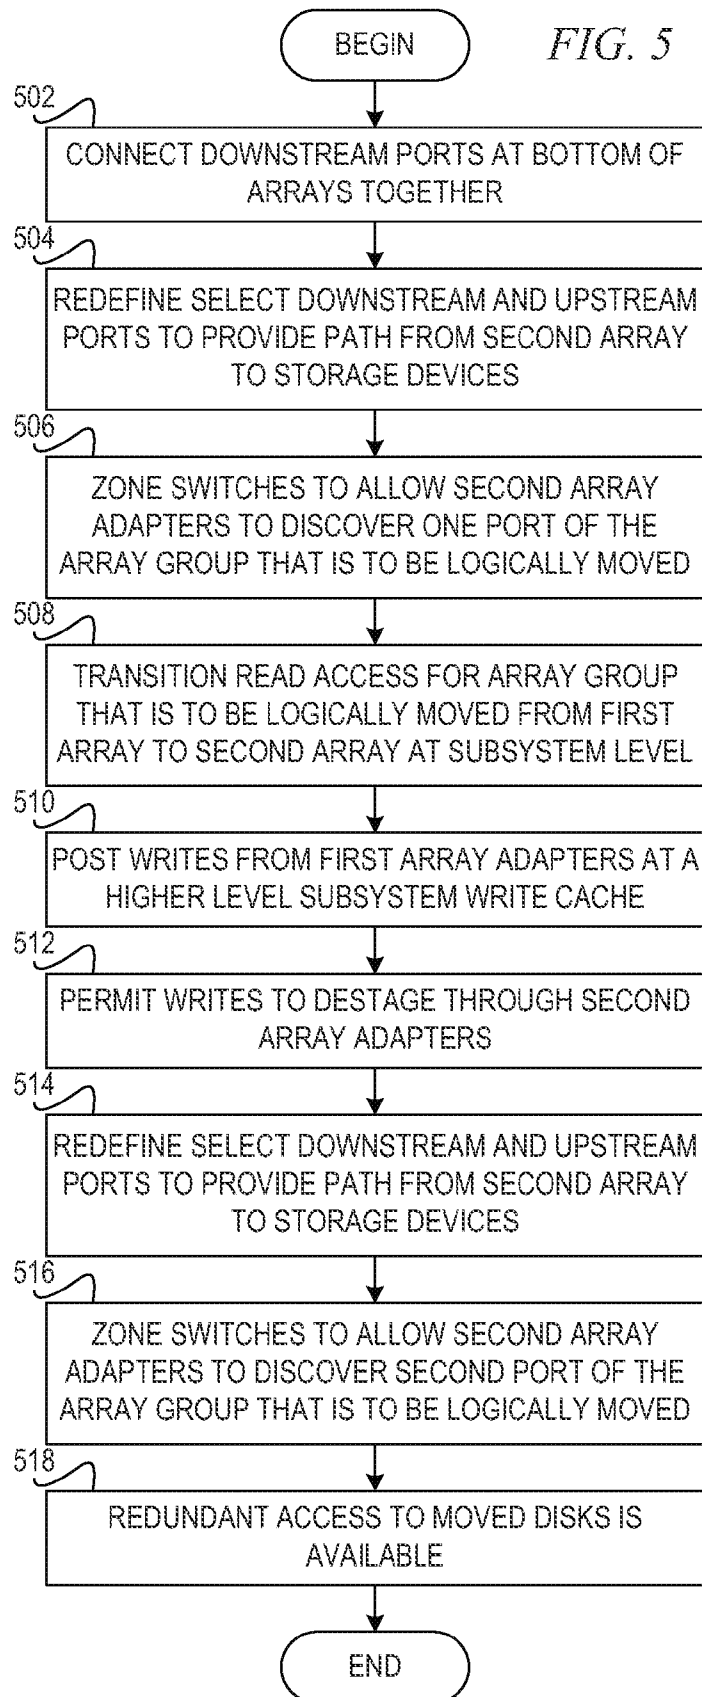 BEGIN
FIG. 5
502
CONNECT DOWNSTREAM PORTS AT BOTTOM OF
ARRAYS TOGETHER
504
REDEFINE SELECT DOWNSTREAM AND UPSTREAM
PORTS TO PROVIDE PATH FROM SECOND ARRAY
TO STORAGE DEVICES
506
ZONE SWITCHES TO ALLOW SECOND ARRAY
ADAPTERS TO DISCOVER ONE PORT OF THE
ARRAY GROUP THAT IS TO BE LOGICALLY MOVED
508
TRANSITION READ ACCESS FOR ARRAY GROUP
THAT IS TO BE LOGICALLY MOVED FROM FIRST
ARRAY TO SECOND ARRAY AT SUBSYSTEM LEVEL
510
POST WRITES FROM FIRST ARRAY ADAPTERS AT A
HIGHER LEVEL SUBSYSTEM WRITE CACHE
512
PERMIT WRITES TO DESTAGE THROUGH SECOND
ARRAY ADAPTERS
514
REDEFINE SELECT DOWNSTREAM AND UPSTREAM
PORTS TO PROVIDE PATH FROM SECOND ARRAY
TO STORAGE DEVICES
516
ZONE SWITCHES TO ALLOW SECOND ARRAY
ADAPTERS TO DISCOVER SECOND PORT OF THE
ARRAY GROUP THAT IS TO BE LOGICALLY MOVED
518
REDUNDANT ACCESS TO MOVED DISKS IS
AVAILABLE
END